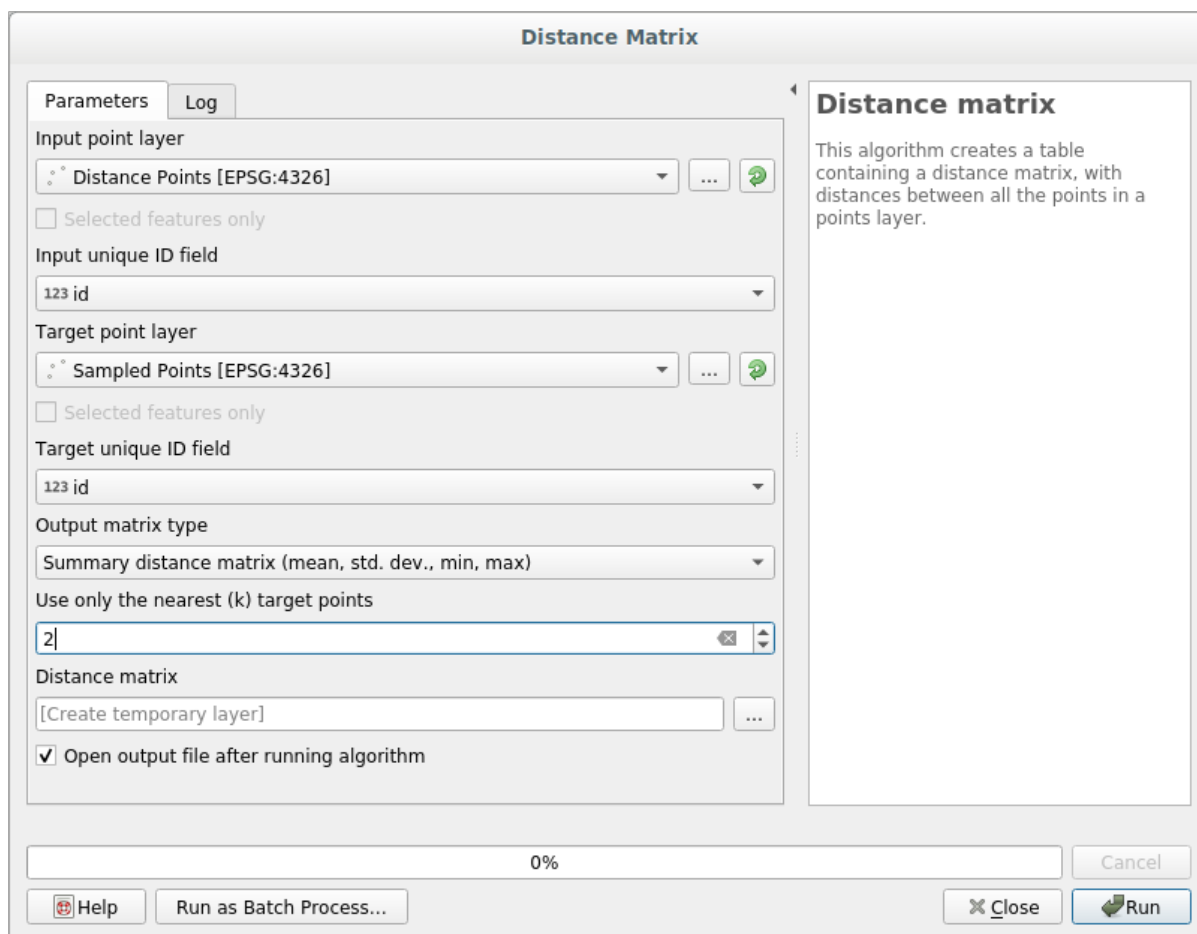 Distance Matrix
Parameters
Log
Input point layer
Distance Points [EPSG:4326]
...
Selected features only
Input unique ID field
123 id
Target point layer
Sampled Points [EPSG:4326]
...
Selected features only
Target unique ID field
123 id
Output matrix type
Summary distance matrix (mean, std. dev., min, max)
Use only the nearest (k) target points
2
Distance matrix
[Create temporary layer]
...
Open output file after running algorithm
Distance matrix
This algorithm creates a table
containing a distance matrix, with
distances between all the points in a
points layer.
0%
Cancel
Help
Run as Batch Process...
Close
Run